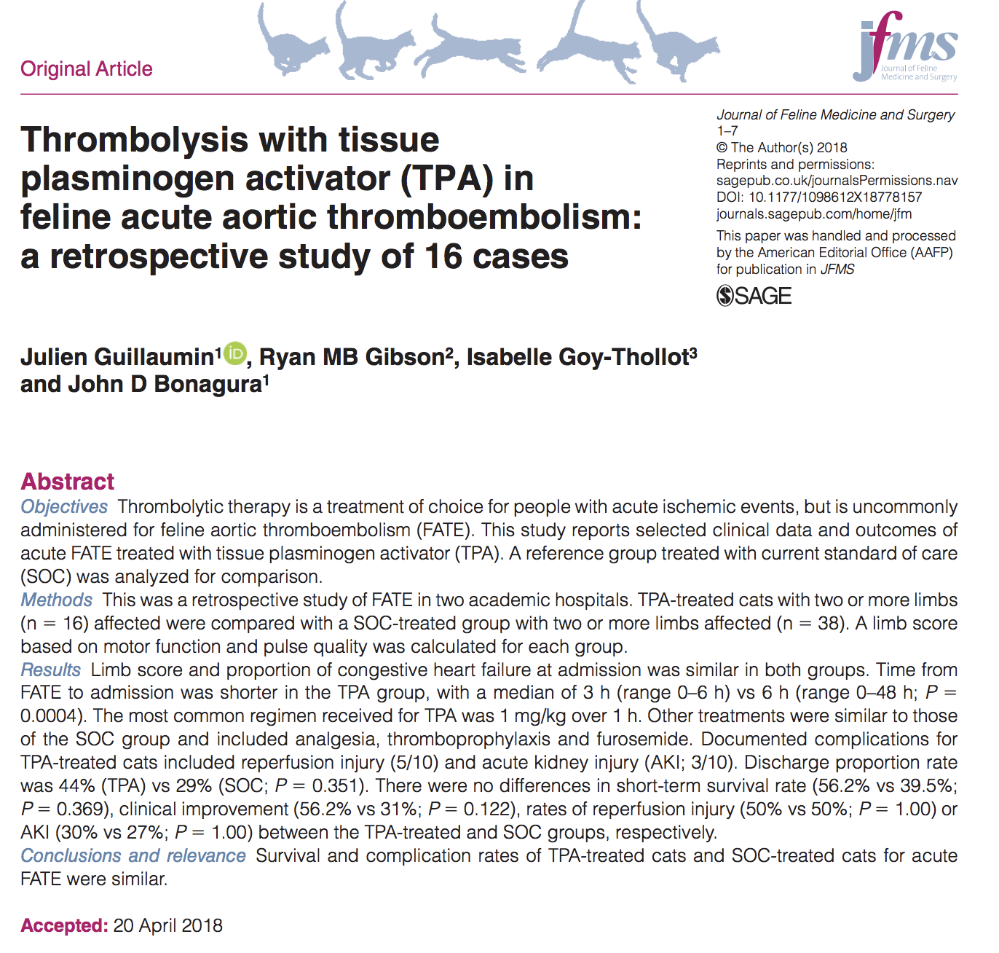 Original Article
jfms
Journal of Feline
Medicine and Surgery
Thrombolysis with tissue
plasminogen activator (TPA) in
feline acute aortic thromboembolism:
a retrospective study of 16 cases
Journal of Feline Medicine and Surgery
1–7
© The Author(s) 2018
Reprints and permissions:
sagepub.co.uk/journalsPermissions.nav
DOI: 10.1177/1098612X18778157
journals.sagepub.com/home/jfm
This paper was handled and processed
by the American Editorial Office (AAFP)
for publication in JFMS
SAGE
Julien Guillaumin¹ iD, Ryan MB Gibson², Isabelle Goy-Thollot³
and John D Bonagura¹
Abstract
Objectives Thrombolytic therapy is a treatment of choice for people with acute ischemic events, but is uncommonly
administered for feline aortic thromboembolism (FATE). This study reports selected clinical data and outcomes of
acute FATE treated with tissue plasminogen activator (TPA). A reference group treated with current standard of care
(SOC) was analyzed for comparison.
Methods This was a retrospective study of FATE in two academic hospitals. TPA-treated cats with two or more limbs
(n = 16) affected were compared with a SOC-treated group with two or more limbs affected (n = 38). A limb score
based on motor function and pulse quality was calculated for each group.
Results Limb score and proportion of congestive heart failure at admission was similar in both groups. Time from
FATE to admission was shorter in the TPA group, with a median of 3 h (range 0–6 h) vs 6 h (range 0–48 h; P =
0.0004). The most common regimen received for TPA was 1 mg/kg over 1 h. Other treatments were similar to those
of the SOC group and included analgesia, thromboprophylaxis and furosemide. Documented complications for
TPA-treated cats included reperfusion injury (5/10) and acute kidney injury (AKI; 3/10). Discharge proportion rate
was 44% (TPA) vs 29% (SOC; P = 0.351). There were no differences in short-term survival rate (56.2% vs 39.5%;
P = 0.369), clinical improvement (56.2% vs 31%; P = 0.122), rates of reperfusion injury (50% vs 50%; P = 1.00) or
AKI (30% vs 27%; P = 1.00) between the TPA-treated and SOC groups, respectively.
Conclusions and relevance Survival and complication rates of TPA-treated cats and SOC-treated cats for acute
FATE were similar.
Accepted: 20 April 2018